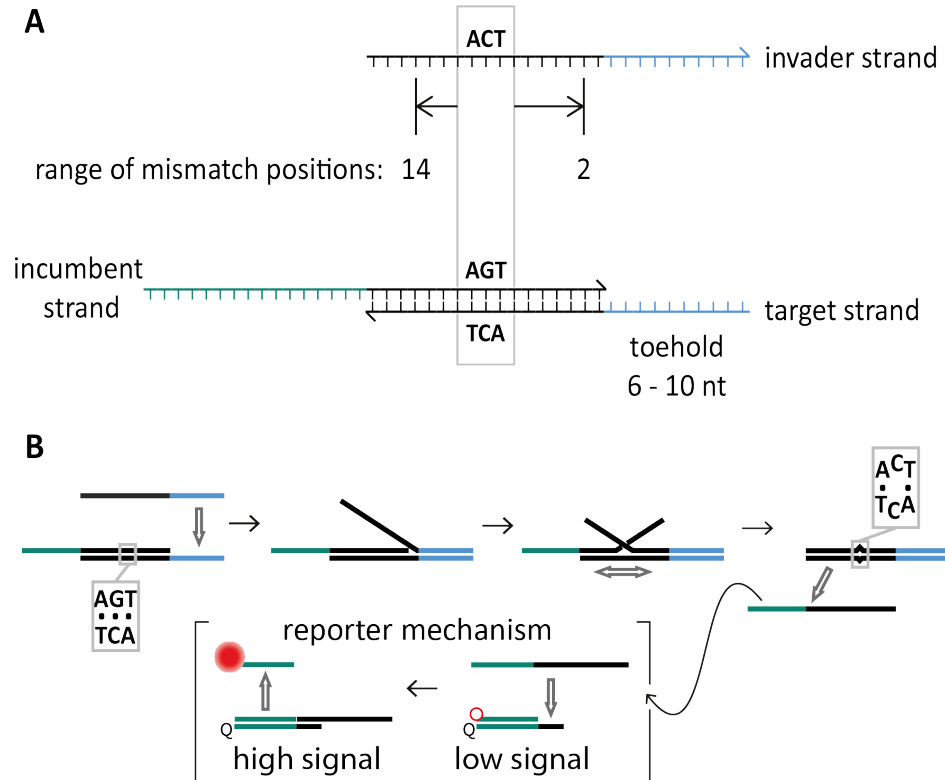 A
ACT
invader strand
range of mismatch positions: 14 2
incumbent
strand
AGT
TCA
target strand
toehold
6 - 10 nt
B
ACT
TCA
AGT
TCA
reporter mechanism
Q
Q
high signal
low signal